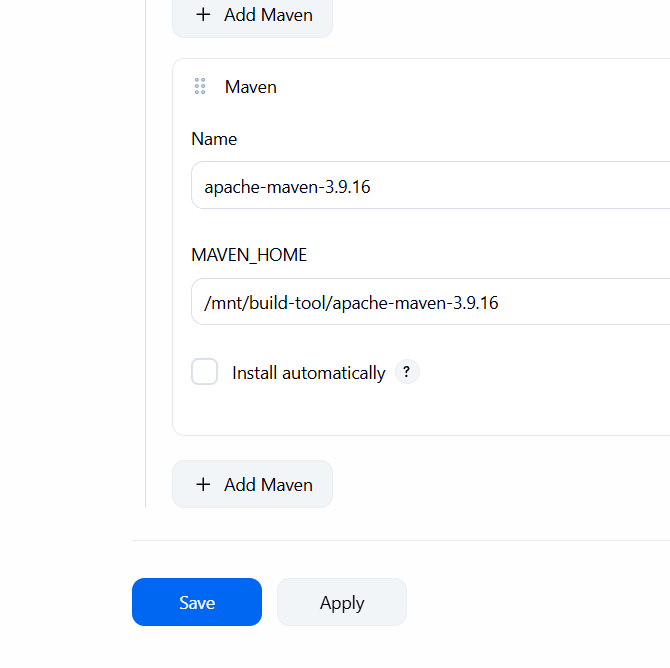 + Add Maven
Maven
Name
apache-maven-3.9.16
MAVEN_HOME
/mnt/build-tool/apache-maven-3.9.16
Install automatically ?
+ Add Maven
Save Apply